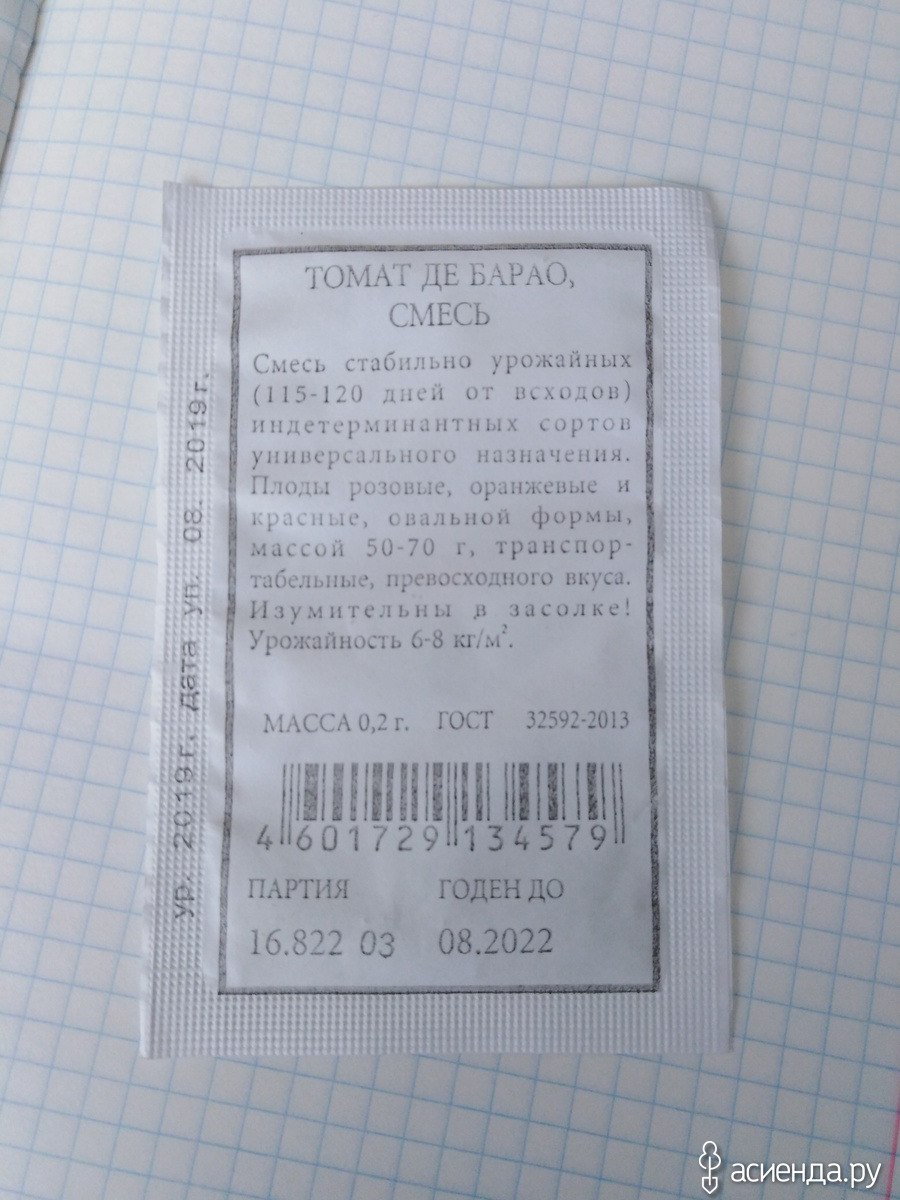 ТОМАТ ДЕ БАРАО,
СМЕСЬ
Смесь стабильно урожайных
(115-120 дней от всходов)
индетерминантных сортов
универсального назначения.
Плоды розовые, оранжевые и
красные, овальной формы,
массой 50-70 г, транспор-
табельные, превосходного вкуса.
Изумительны в засолке!
Урожайность 6-8 кг/м².
МАССА 0,2 г. ГОСТ 32592-2013
4 601729 134579
ПАРТИЯ ГОДЕН ДО
16.822 03 08.2022
ур. 2019 г. дата уп. 08. 2019 г.
асиенда.ру